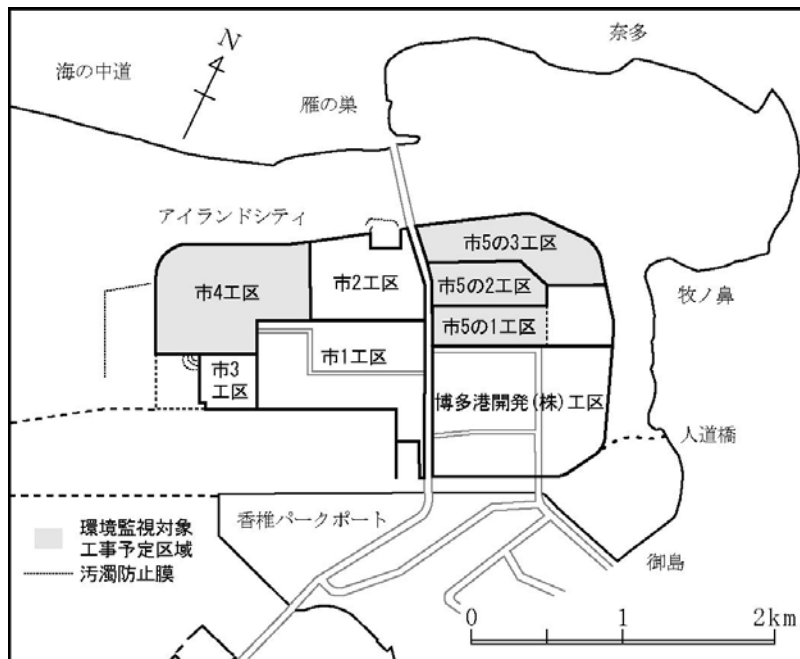 奈多
N
海の中道
雁の巣
アイランドシティ
市5の3工区
市4工区
市2工区
市5の2工区
牧ノ鼻
市5の1工区
市1工区
市3
工区
博多港開発(株)工区
人道橋
香椎パークポート
環境監視対象
工事予定区域
汚濁防止膜
御島
0 1 2km